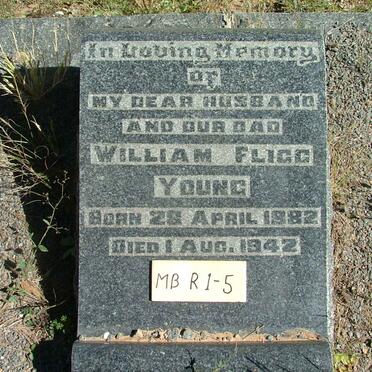 In Loving Memory
OF
MY DEAR HUSBAND
AND OUR DAD
WILLIAM FLIGG
YOUNG
BORN 28 APRIL 1882
DIED 1 AUG. 1942
MB R 1-5